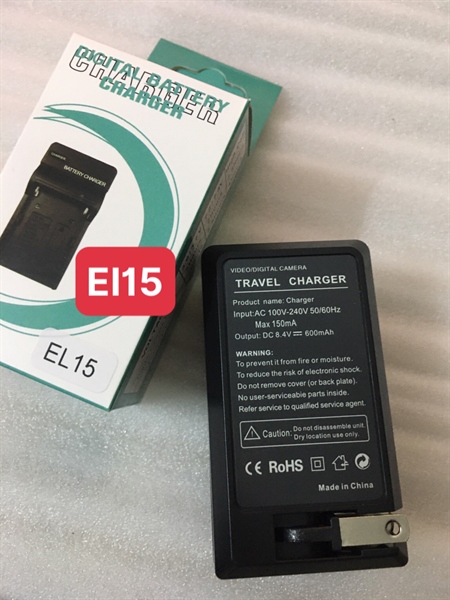 DIGITAL BATTERY
CHARGER
CHARGER
BATTERY CHARGER
El15
EL15
VIDEO/DIGITAL CAMERA
TRAVEL CHARGER
Product name: Charger
Input:AC 100V-240V 50/60Hz
Max 150mA
Output: DC 8.4V⎓600mAh
WARNING:
To prevent it from fire or moisture.
To reduce the risk of electronic shock.
Do not remove cover (or back plate).
No user-serviceable parts inside.
Refer service to qualified service agent.
Caution: Do not disassemble unit.
Dry location use only.
CE RoHS
Made in China